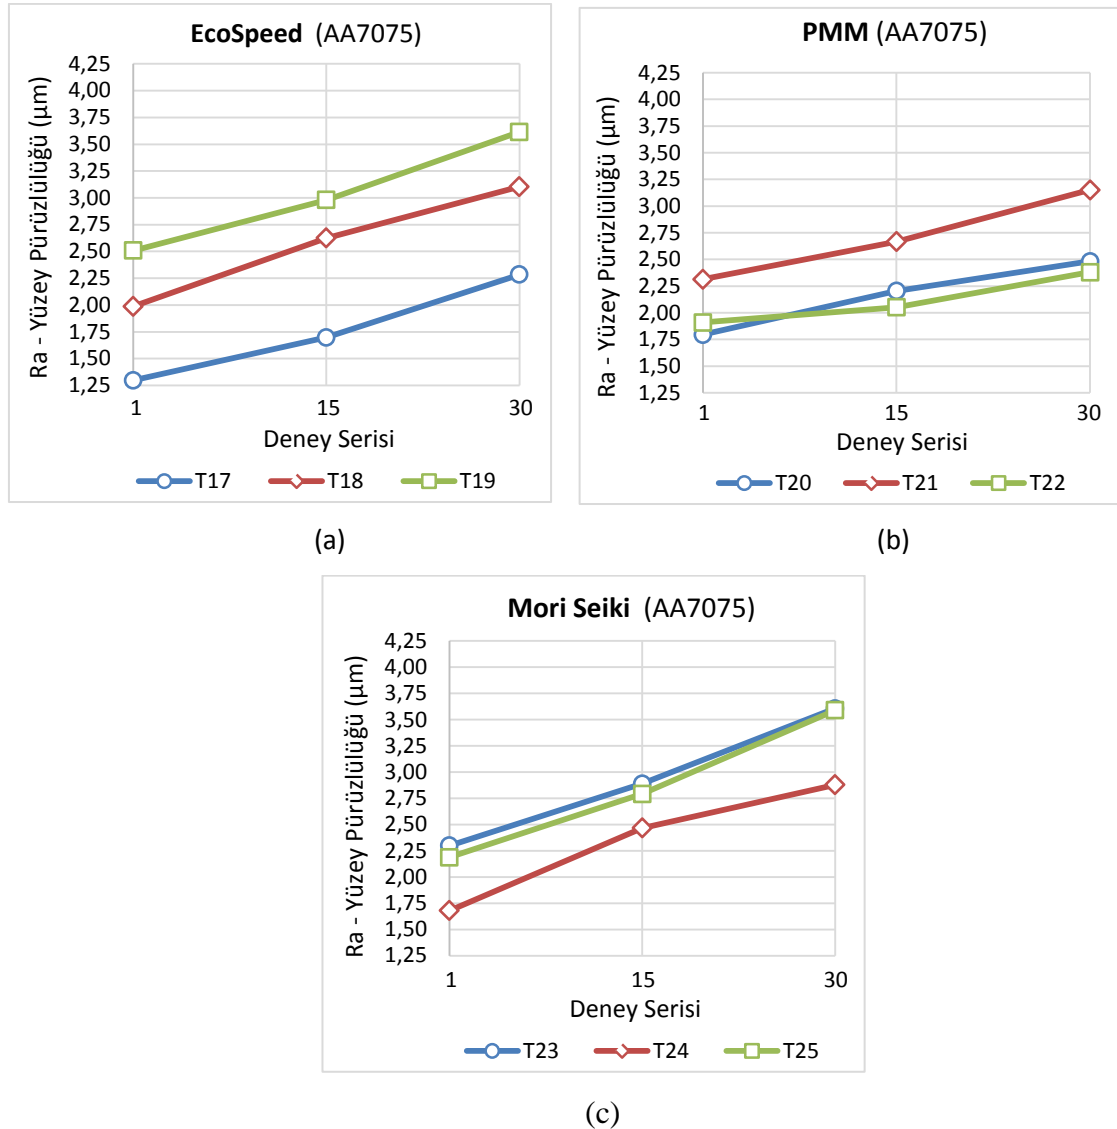 EcoSpeed (AA7075)
Ra - Yüzey Pürüzlülüğü (µm)
4,25
4,00
3,75
3,50
3,25
3,00
2,75
2,50
2,25
2,00
1,75
1,50
1,25
1 15 30
Deney Serisi
T17 T18 T19
(a)
PMM (AA7075)
Ra - Yüzey Pürüzlülüğü (µm)
4,25
4,00
3,75
3,50
3,25
3,00
2,75
2,50
2,25
2,00
1,75
1,50
1,25
1 15 30
Deney Serisi
T20 T21 T22
(b)
Mori Seiki (AA7075)
Ra - Yüzey Pürüzlülüğü (µm)
4,25
4,00
3,75
3,50
3,25
3,00
2,75
2,50
2,25
2,00
1,75
1,50
1,25
1 15 30
Deney Serisi
T23 T24 T25
(c)